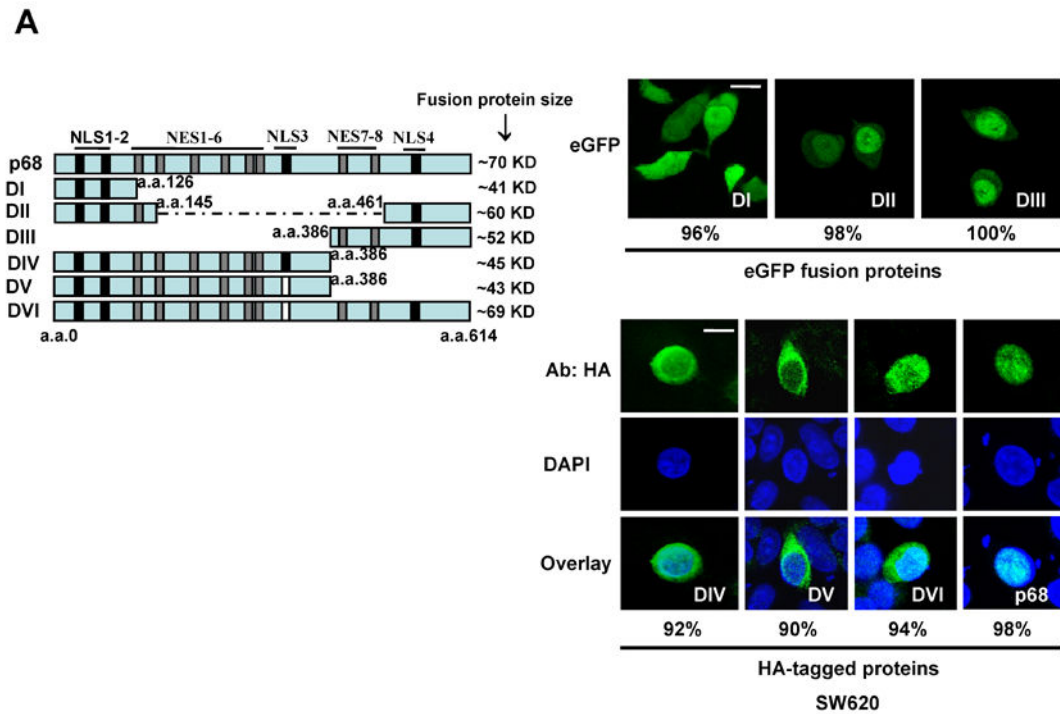 A
Fusion protein size
NLS1-2 NES1-6 NLS3 NES7-8 NLS4
p68 ~70 KD
DI a.a.126 ~41 KD
DII a.a.145 a.a.461 ~60 KD
DIII a.a.386 ~52 KD
DIV a.a.386 ~45 KD
DV a.a.386 ~43 KD
DVI ~69 KD
a.a.0 a.a.614
eGFP
DI DII DIII
96% 98% 100%
eGFP fusion proteins
Ab: HA
DAPI
Overlay
DIV DV DVI p68
92% 90% 94% 98%
HA-tagged proteins
SW620